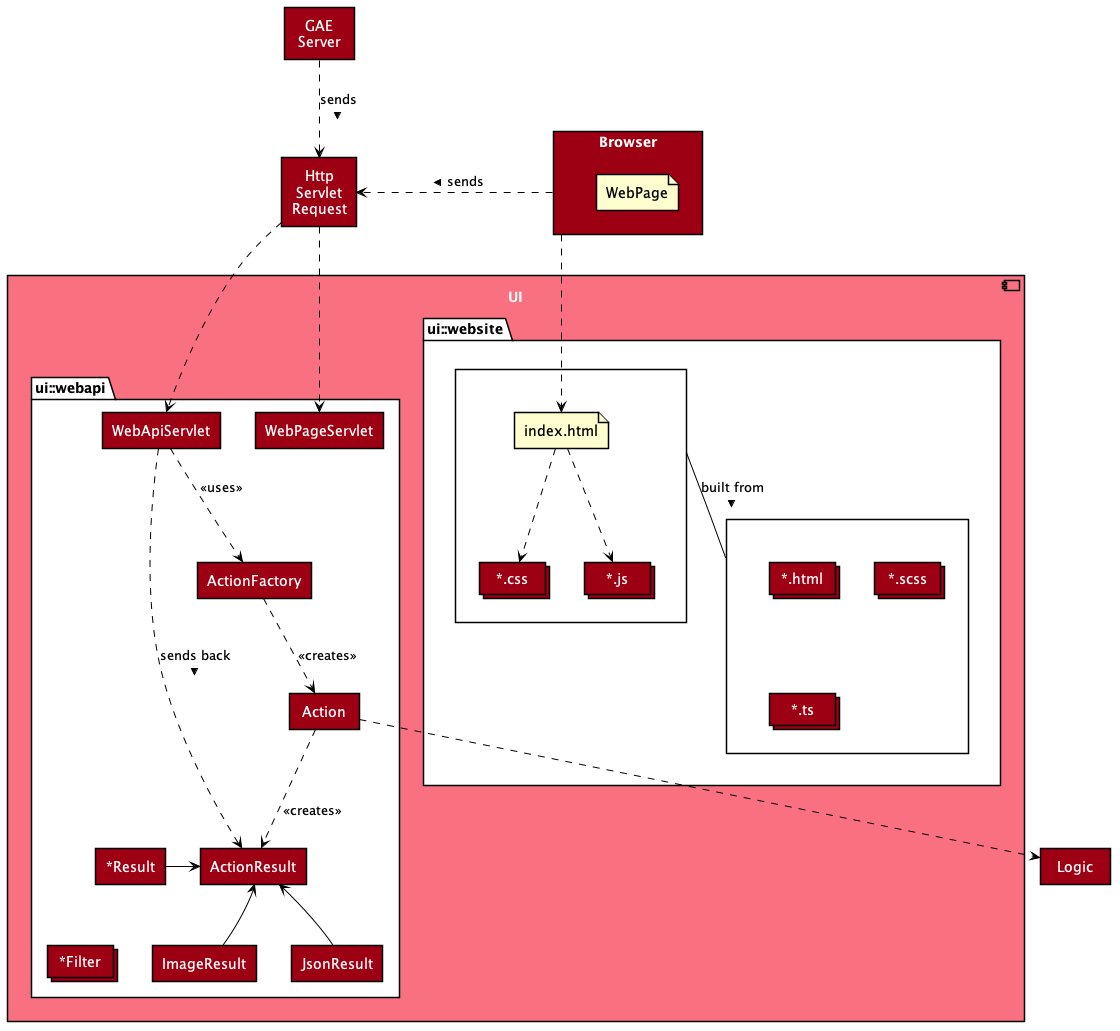 GAE
Server
sends
Browser
WebPage
Http
Servlet
Request
sends
UI
ui::website
ui::webapi
index.html
WebApiServlet
WebPageServlet
«uses»
built from
ActionFactory
*.css
*.js
*.html
*.scss
sends back
«creates»
Action
*.ts
«creates»
*Result
ActionResult
Logic
*Filter
ImageResult
JsonResult